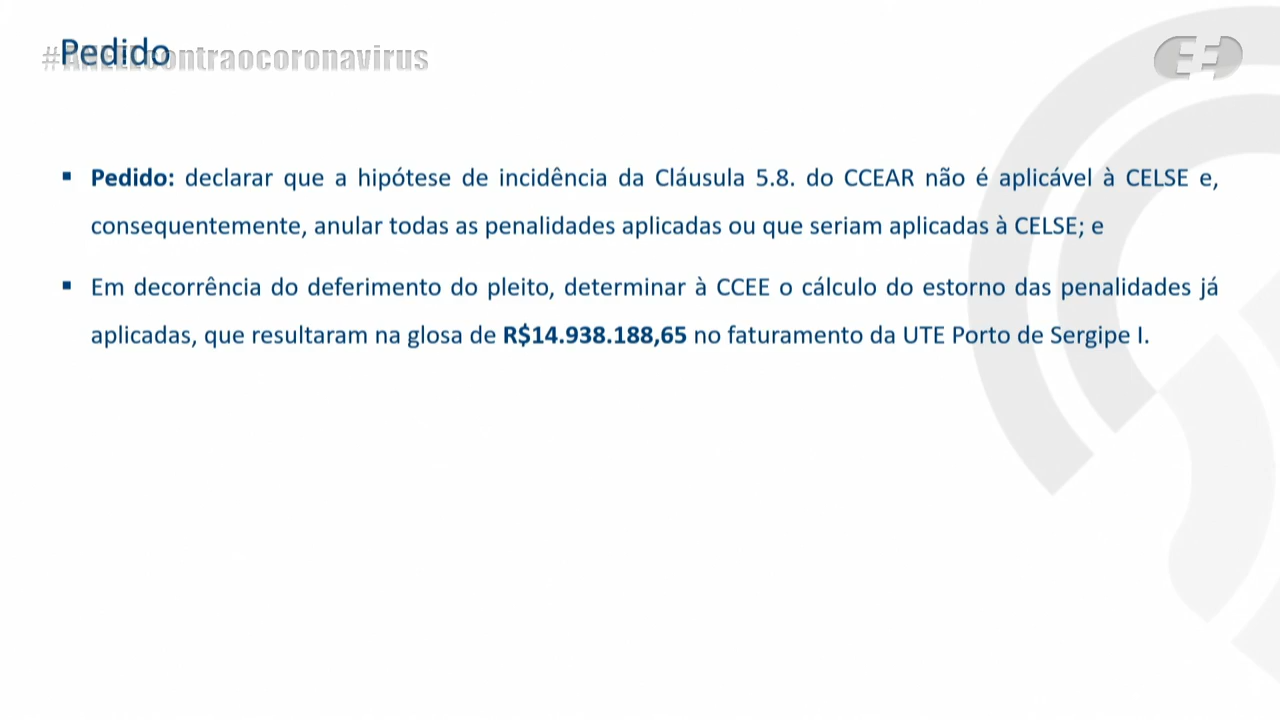 Pedido
#ANEELcontraocoronavirus
Pedido: declarar que a hipótese de incidência da Cláusula 5.8. do CCEAR não é aplicável à CELSE e,
consequentemente, anular todas as penalidades aplicadas ou que seriam aplicadas à CELSE; e
Em decorrência do deferimento do pleito, determinar à CCEE o cálculo do estorno das penalidades já
aplicadas, que resultaram na glosa de R$14.938.188,65 no faturamento da UTE Porto de Sergipe I.